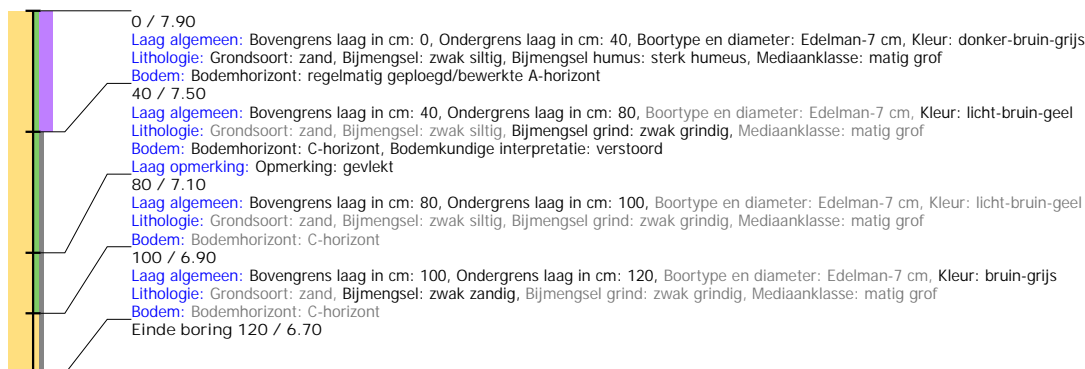 0 / 7.90
Laag algemeen: Bovengrens laag in cm: 0, Ondergrens laag in cm: 40, Boortype en diameter: Edelman-7 cm, Kleur: donker-bruin-grijs
Lithologie: Grondsoort: zand, Bijmengsel: zwak siltig, Bijmengsel humus: sterk humeus, Mediaanklasse: matig grof
Bodem: Bodemhorizont: regelmatig geploegd/bewerkte A-horizont
40 / 7.50
Laag algemeen: Bovengrens laag in cm: 40, Ondergrens laag in cm: 80, Boortype en diameter: Edelman-7 cm, Kleur: licht-bruin-geel
Lithologie: Grondsoort: zand, Bijmengsel: zwak siltig, Bijmengsel grind: zwak grindig, Mediaanklasse: matig grof
Bodem: Bodemhorizont: C-horizont, Bodemkundige interpretatie: verstoord
Laag opmerking: Opmerking: gevlekt
80 / 7.10
Laag algemeen: Bovengrens laag in cm: 80, Ondergrens laag in cm: 100, Boortype en diameter: Edelman-7 cm, Kleur: licht-bruin-geel
Lithologie: Grondsoort: zand, Bijmengsel: zwak siltig, Bijmengsel grind: zwak grindig, Mediaanklasse: matig grof
Bodem: Bodemhorizont: C-horizont
100 / 6.90
Laag algemeen: Bovengrens laag in cm: 100, Ondergrens laag in cm: 120, Boortype en diameter: Edelman-7 cm, Kleur: bruin-grijs
Lithologie: Grondsoort: zand, Bijmengsel: zwak zandig, Bijmengsel grind: zwak grindig, Mediaanklasse: matig grof
Bodem: Bodemhorizont: C-horizont
Einde boring 120 / 6.70